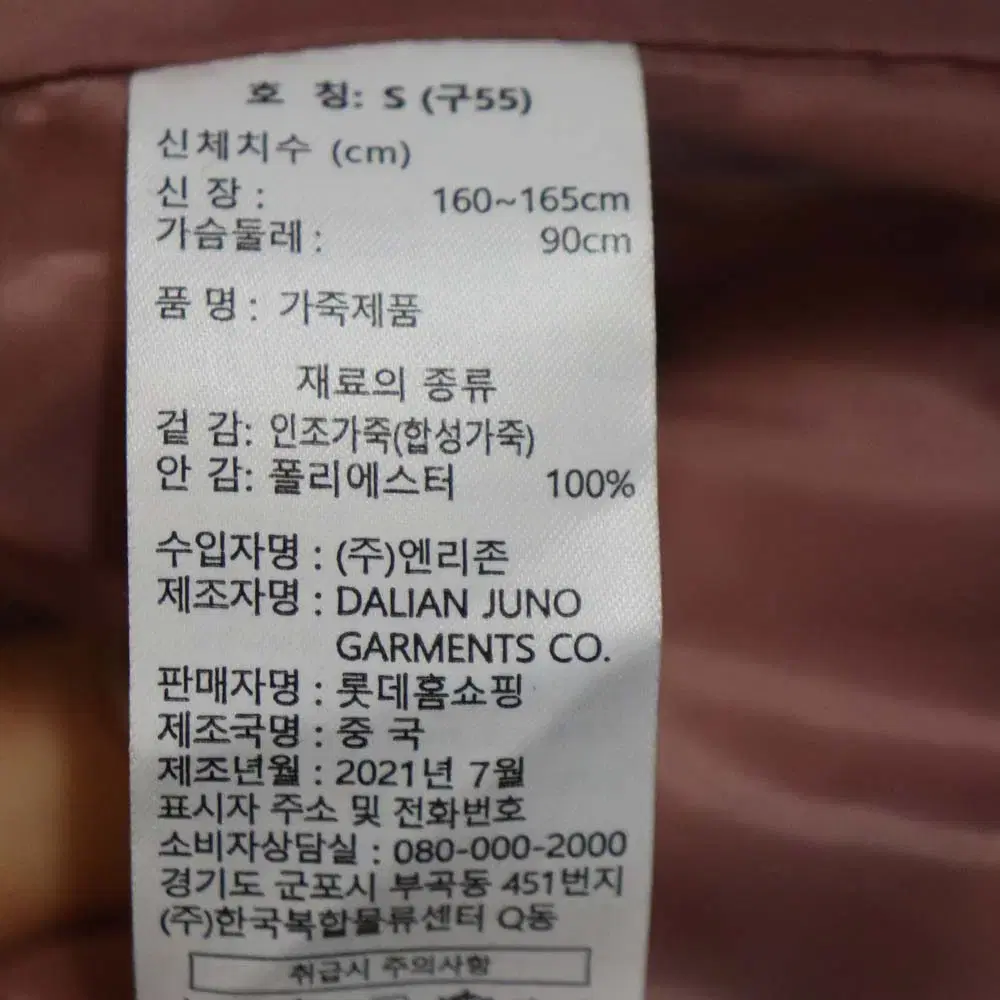 호 칭: S (구55)
신체치수 (cm)
신 장 : 160~165cm
가슴둘레 : 90cm
품 명 : 가죽제품
재료의 종류
겉 감: 인조가죽(합성가죽)
안 감: 폴리에스터 100%
수입자명 : (주)엔리존
제조자명 : DALIAN JUNO
GARMENTS CO.
판매자명 : 롯데홈쇼핑
제조국명 : 중 국
제조년월 : 2021년 7월
표시자 주소 및 전화번호
소비자상담실 : 080-000-2000
경기도 군포시 부곡동 451번지
(주)한국복합물류센터 Q동
취급시 주의사항